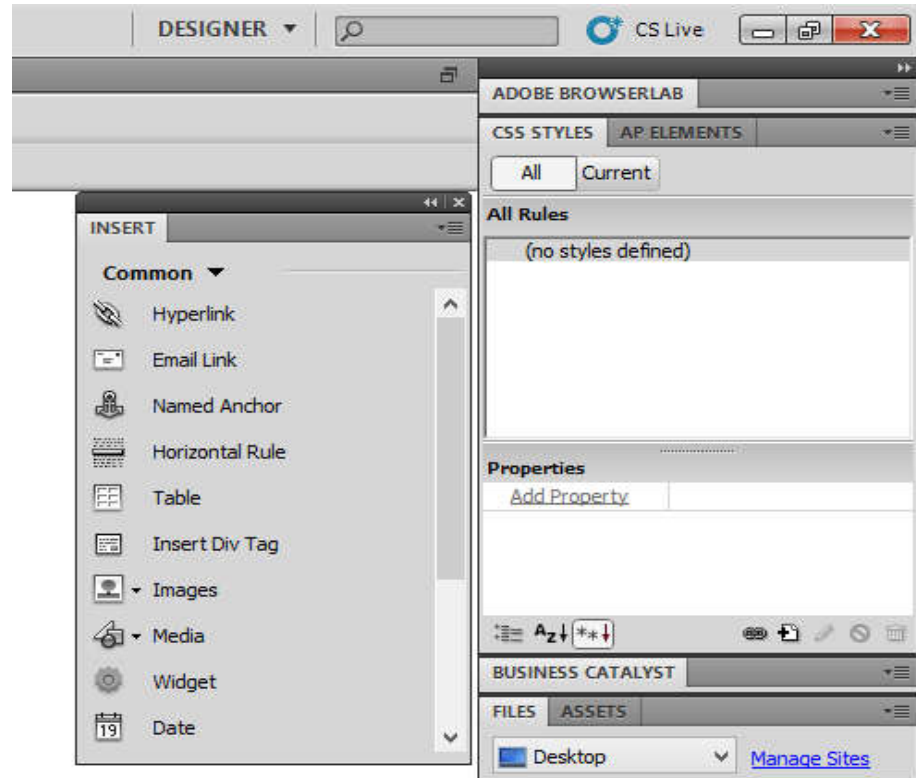 DESIGNER
CS Live
ADOBE BROWSERLAB
CSS STYLES AP ELEMENTS
All Current
All Rules
(no styles defined)
INSERT
Common
Hyperlink
Email Link
Named Anchor
Horizontal Rule
Table
Insert Div Tag
Images
Media
Widget
19 Date
Properties
Add Property
AZ
**
BUSINESS CATALYST
FILES ASSETS
Desktop Manage Sites